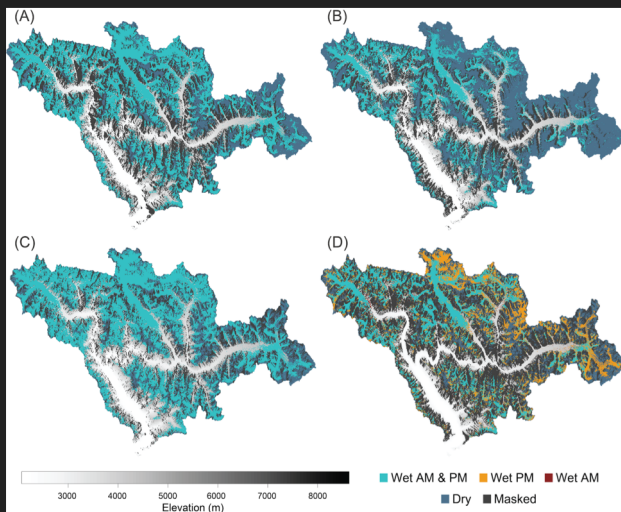 (A)
(B)
(C)
(D)
3000 4000 5000 6000 7000 8000
Elevation (m)
Wet AM & PM Wet PM Wet AM
Dry Masked